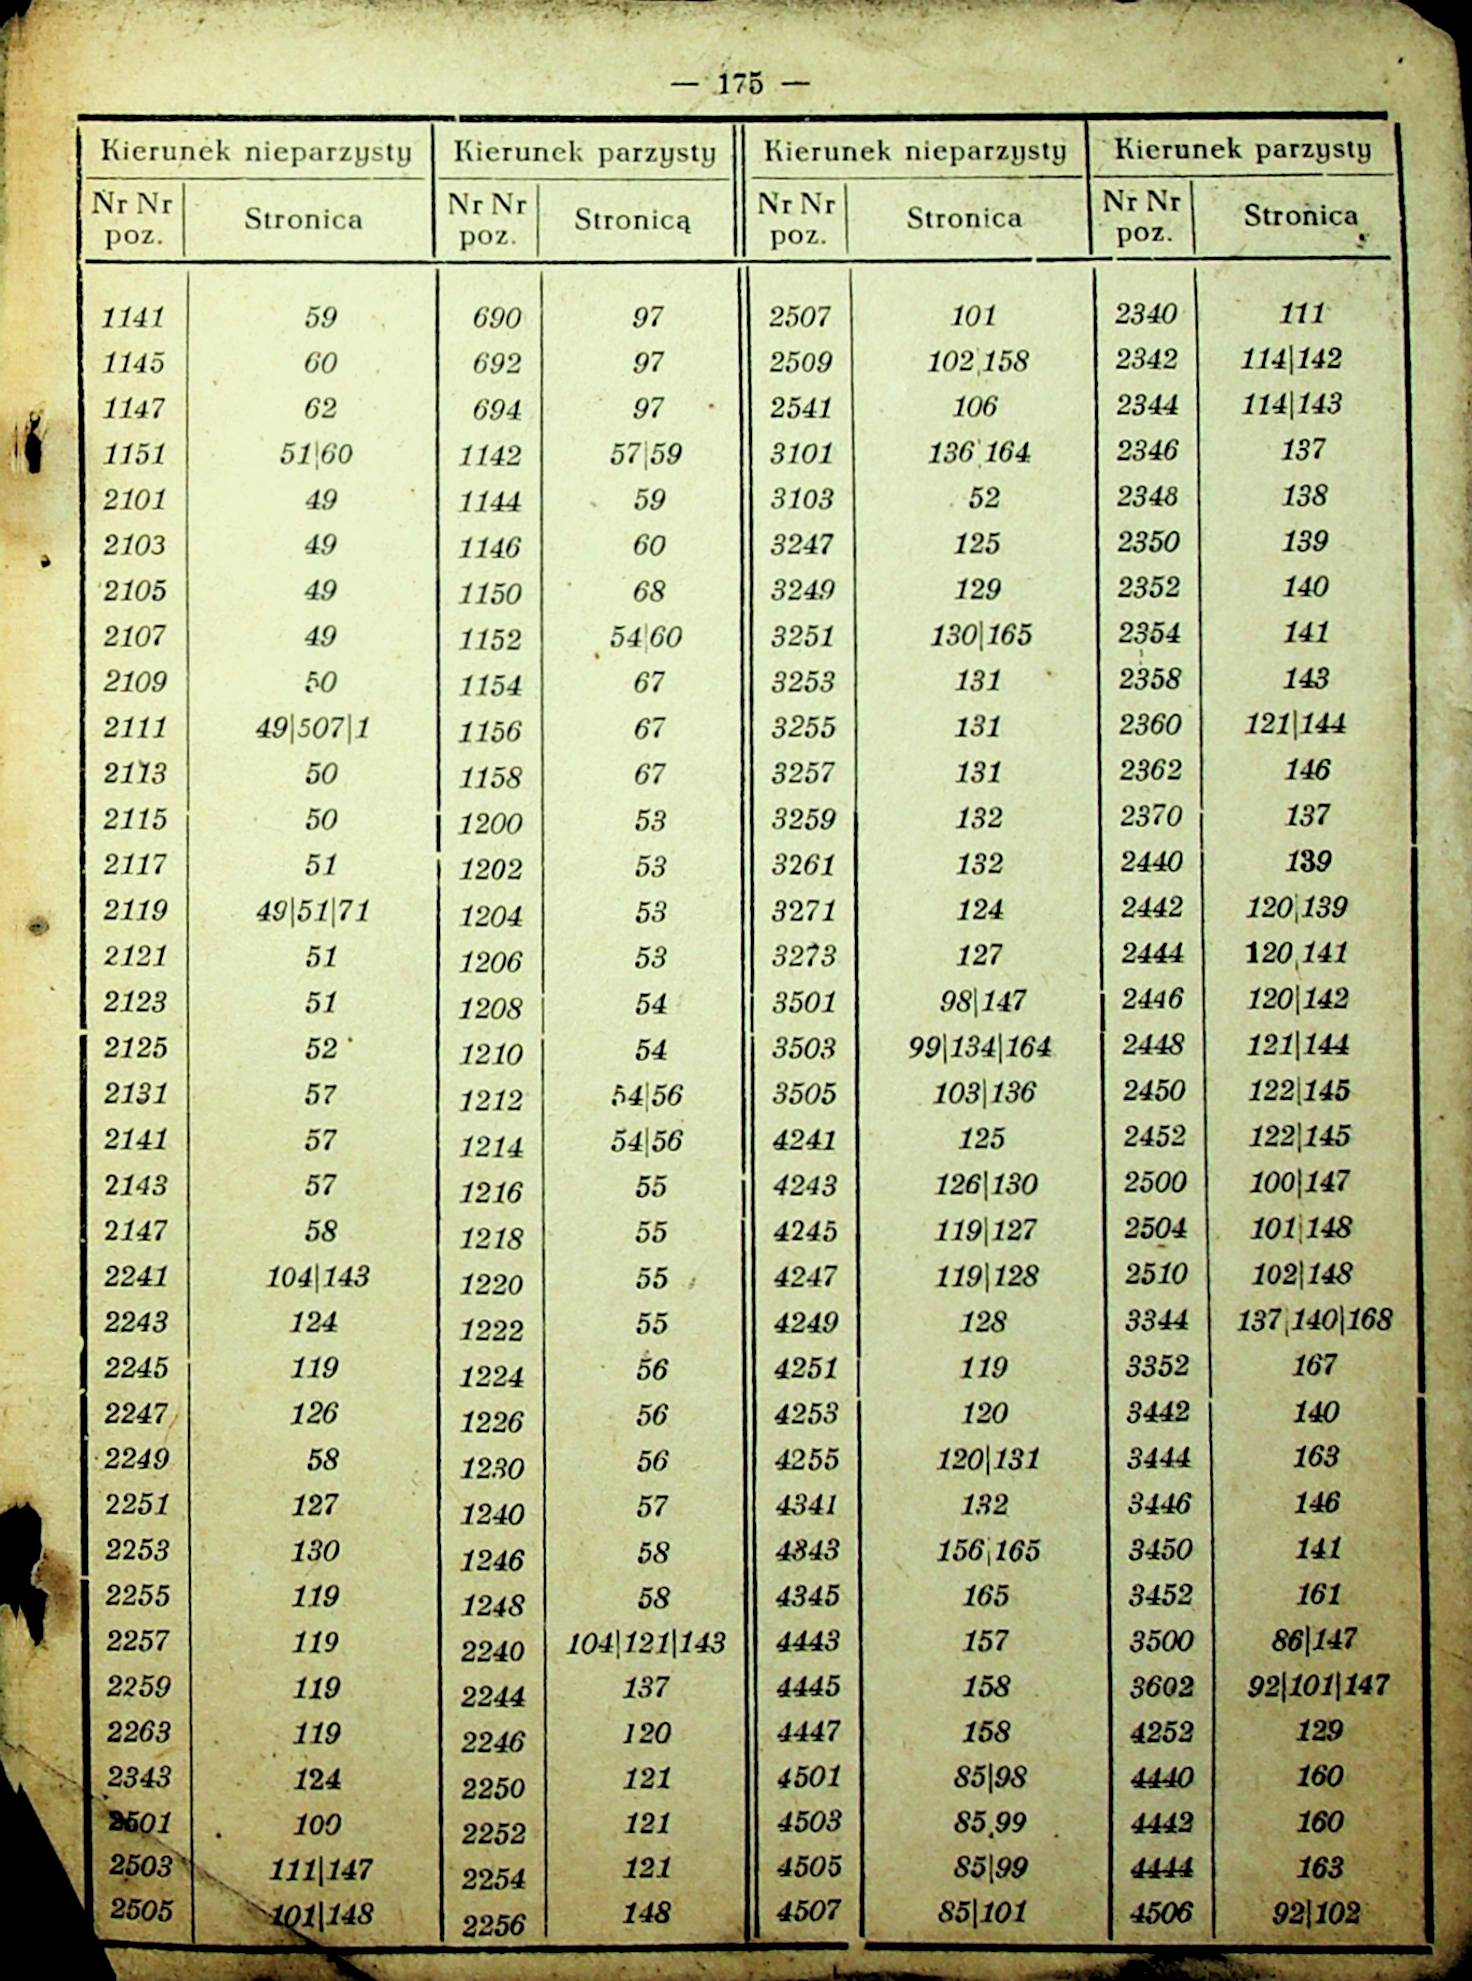 — 175 —
Kierunek nieparzysty Kierunek parzysty Kierunek nieparzysty Kierunek parzysty
Nr Nr poz. Stronica Nr Nr poz. Stronicą Nr Nr poz. Stronica Nr Nr poz. Stronica
1141 59 690 97 2507 101 2340 111
1145 60 692 97 2509 102|158 2342 114|142
1147 62 694 97 2541 106 2344 114|143
1151 51|60 1142 57|59 3101 136|164 2346 137
2101 49 1144 59 3103 52 2348 138
2103 49 1146 60 3247 125 2350 139
2105 49 1150 68 3249 129 2352 140
2107 49 1152 54|60 3251 130|165 2354 141
2109 50 1154 67 3253 131 2358 143
2111 49|507|1 1156 67 3255 131 2360 121|144
2113 50 1158 67 3257 131 2362 146
2115 50 1200 53 3259 132 2370 137
2117 51 1202 53 3261 132 2440 139
2119 49|51|71 1204 53 3271 124 2442 120|139
2121 51 1206 53 3273 127 2444 120|141
2123 51 1208 54 3501 98|147 2446 120|142
2125 52 1210 54 3503 99|134|164 2448 121|144
2131 57 1212 54|56 3505 103|136 2450 122|145
2141 57 1214 54|56 4241 125 2452 122|145
2143 57 1216 55 4243 126|130 2500 100|147
2147 58 1218 55 4245 119|127 2504 101|148
2241 104|143 1220 55 4247 119|128 2510 102|148
2243 124 1222 55 4249 128 3344 137|140|168
2245 119 1224 56 4251 119 3352 167
2247 126 1226 56 4253 120 3442 140
2249 58 1230 56 4255 120|131 3444 163
2251 127 1240 57 4341 132 3446 146
2253 130 1246 58 4343 156|165 3450 141
2255 119 1248 58 4345 165 3452 161
2257 119 2240 104|121|143 4443 157 3500 86|147
2259 119 2244 137 4445 158 3602 92|101|147
2263 119 2246 120 4447 158 4252 129
2343 124 2250 121 4501 85|98 4440 160
2501 100 2252 121 4503 85|99 4442 160
2503 111|147 2254 121 4505 85|99 4444 163
2505 101|148 2256 148 4507 85|101 4506 92|102